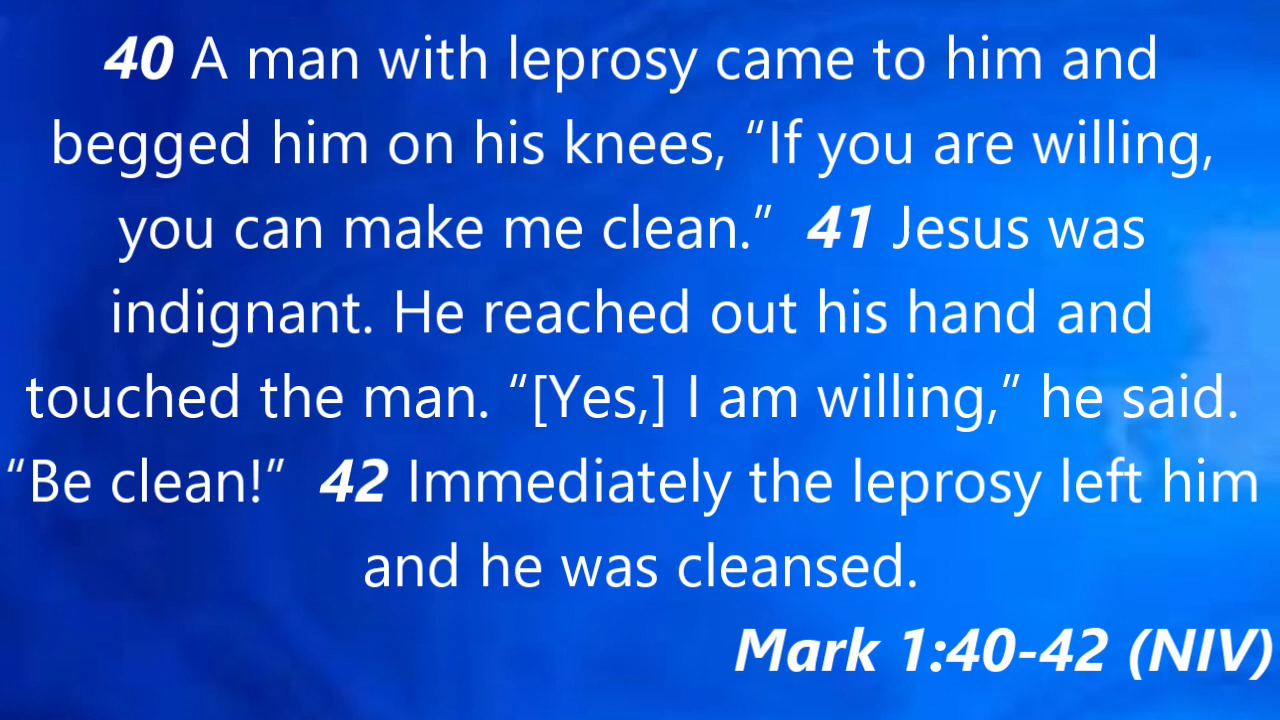 40 A man with leprosy came to him and
begged him on his knees, “If you are willing,
you can make me clean.” 41 Jesus was
indignant. He reached out his hand and
touched the man. “[Yes,] I am willing,” he said.
“Be clean!” 42 Immediately the leprosy left him
and he was cleansed.
Mark 1:40-42 (NIV)